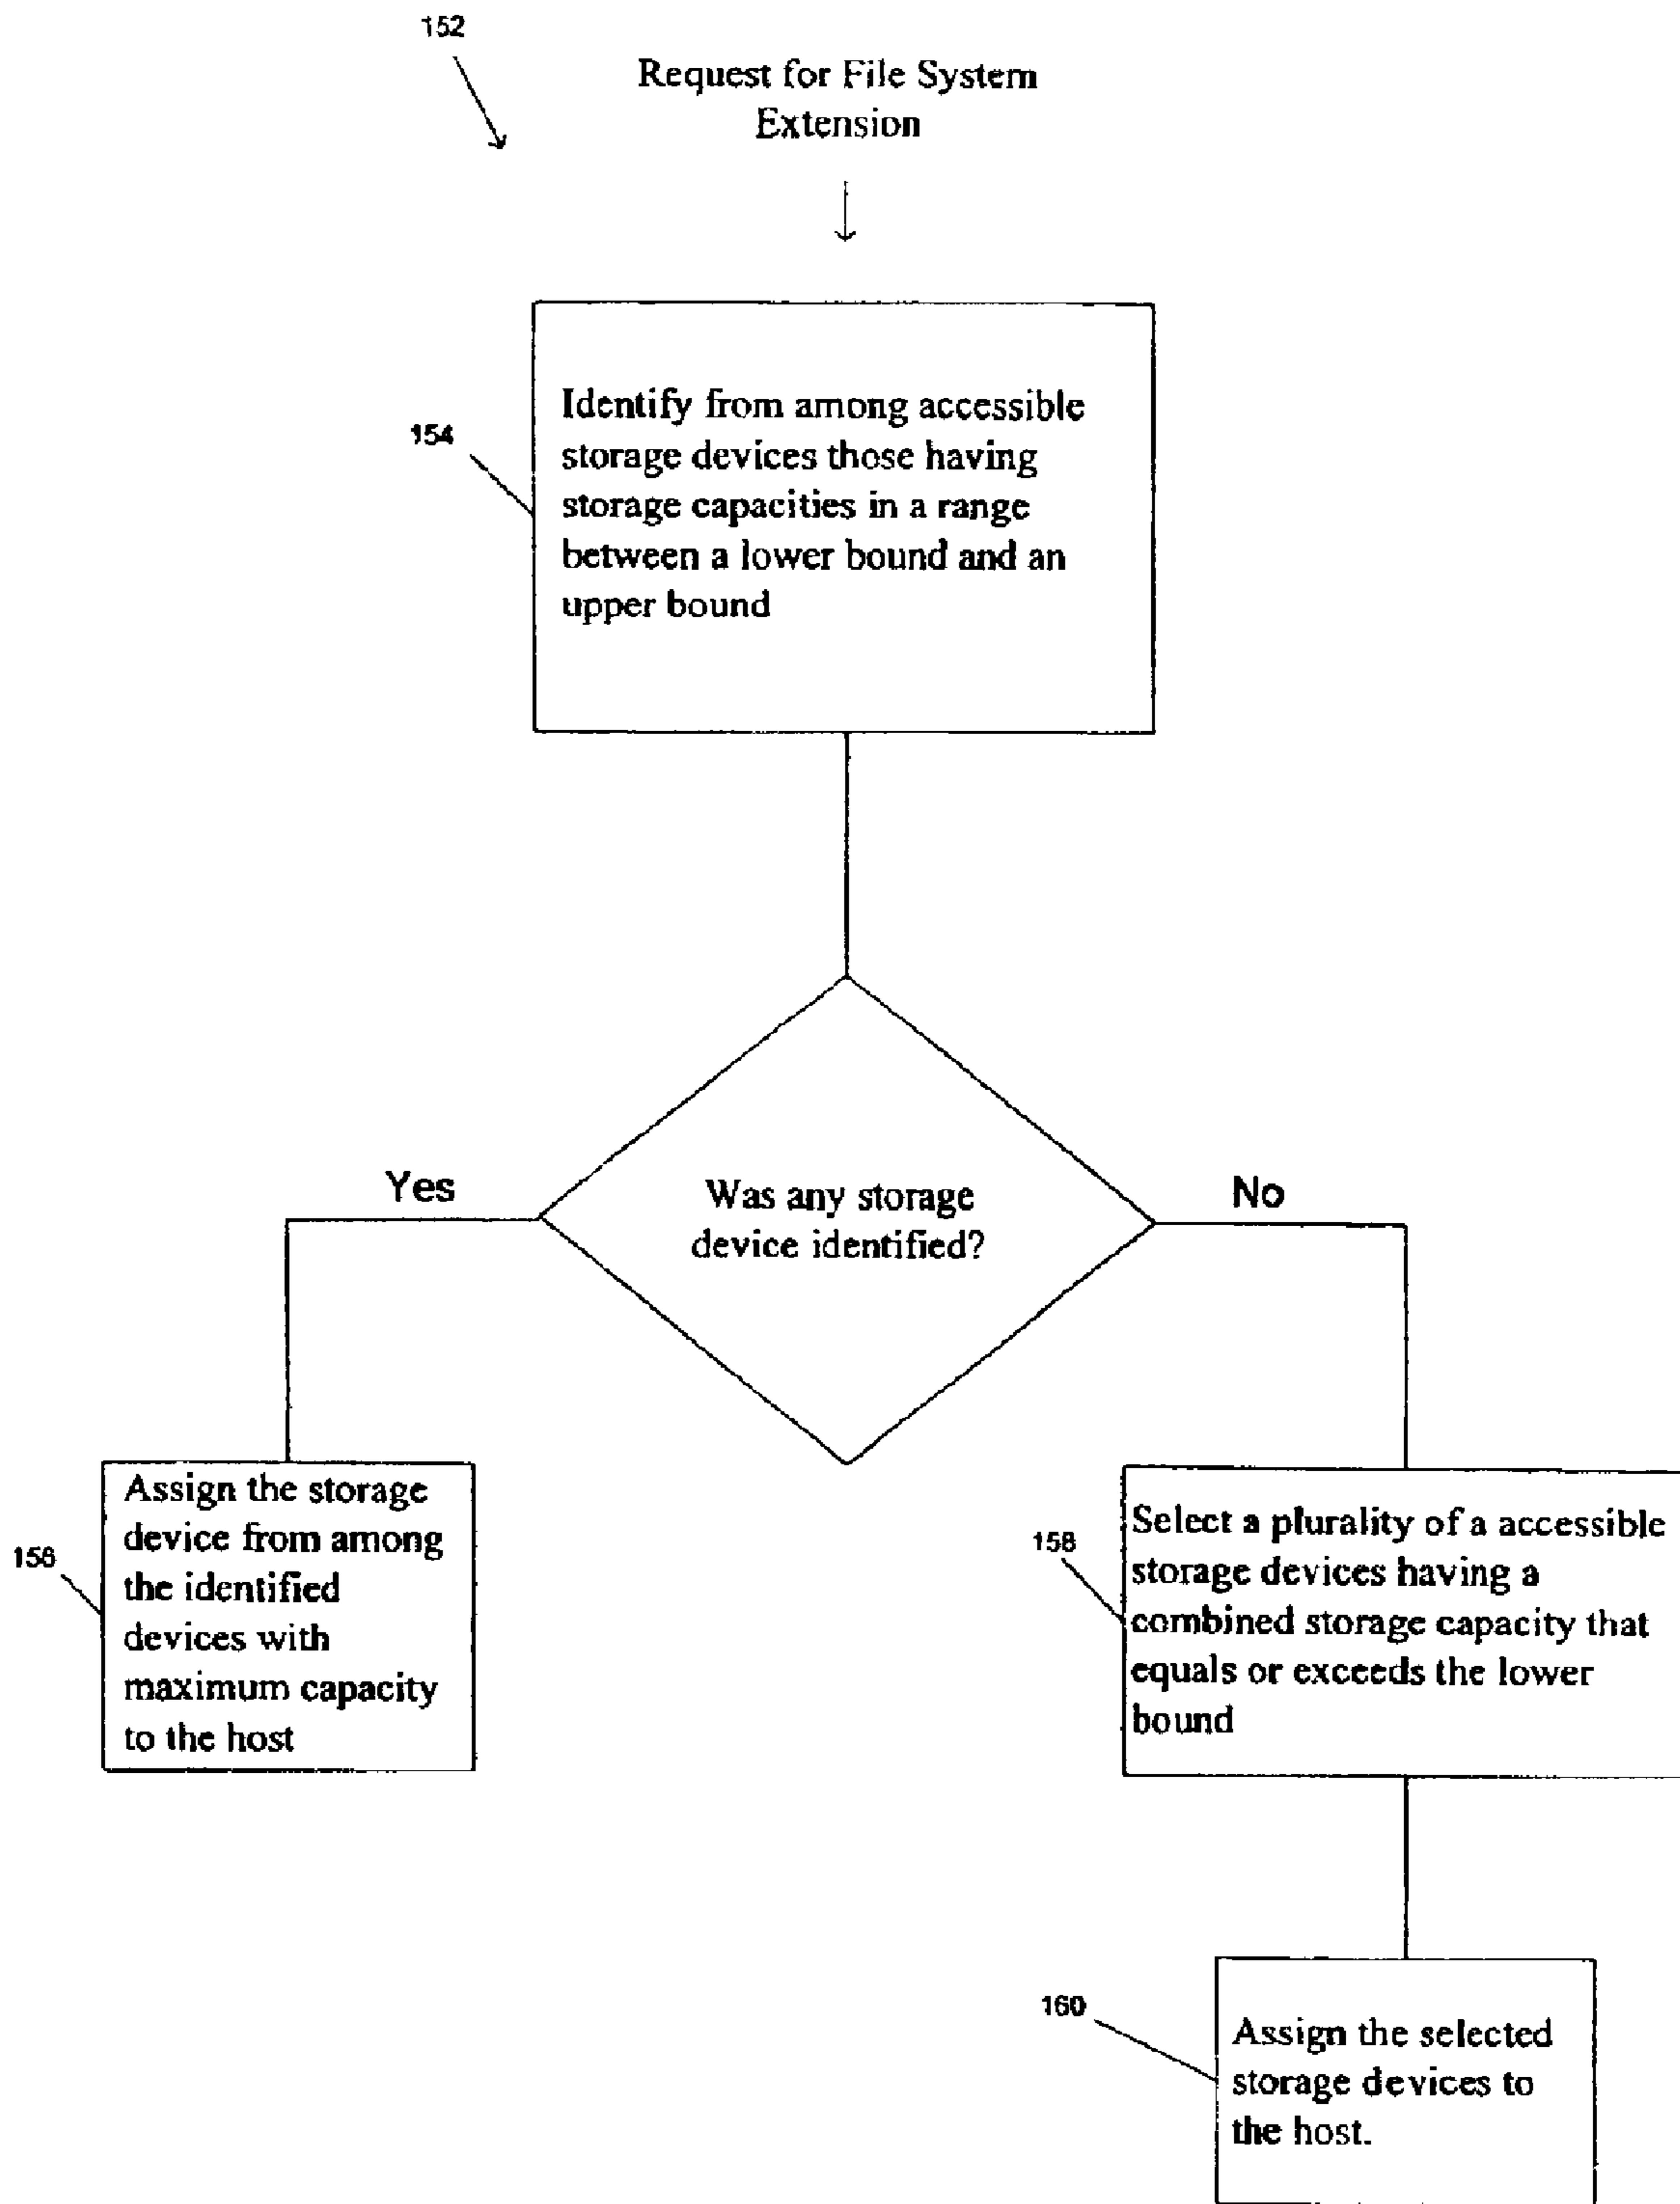 152
Request for File System
Extension
154
Identify from among accessible
storage devices those having
storage capacities in a range
between a lower bound and an
upper bound
Yes
Was any storage
device identified?
No
156
Assign the storage
device from among
the identified
devices with
maximum capacity
to the host
158
Select a plurality of a accessible
storage devices having a
combined storage capacity that
equals or exceeds the lower
bound
160
Assign the selected
storage devices to
the host.